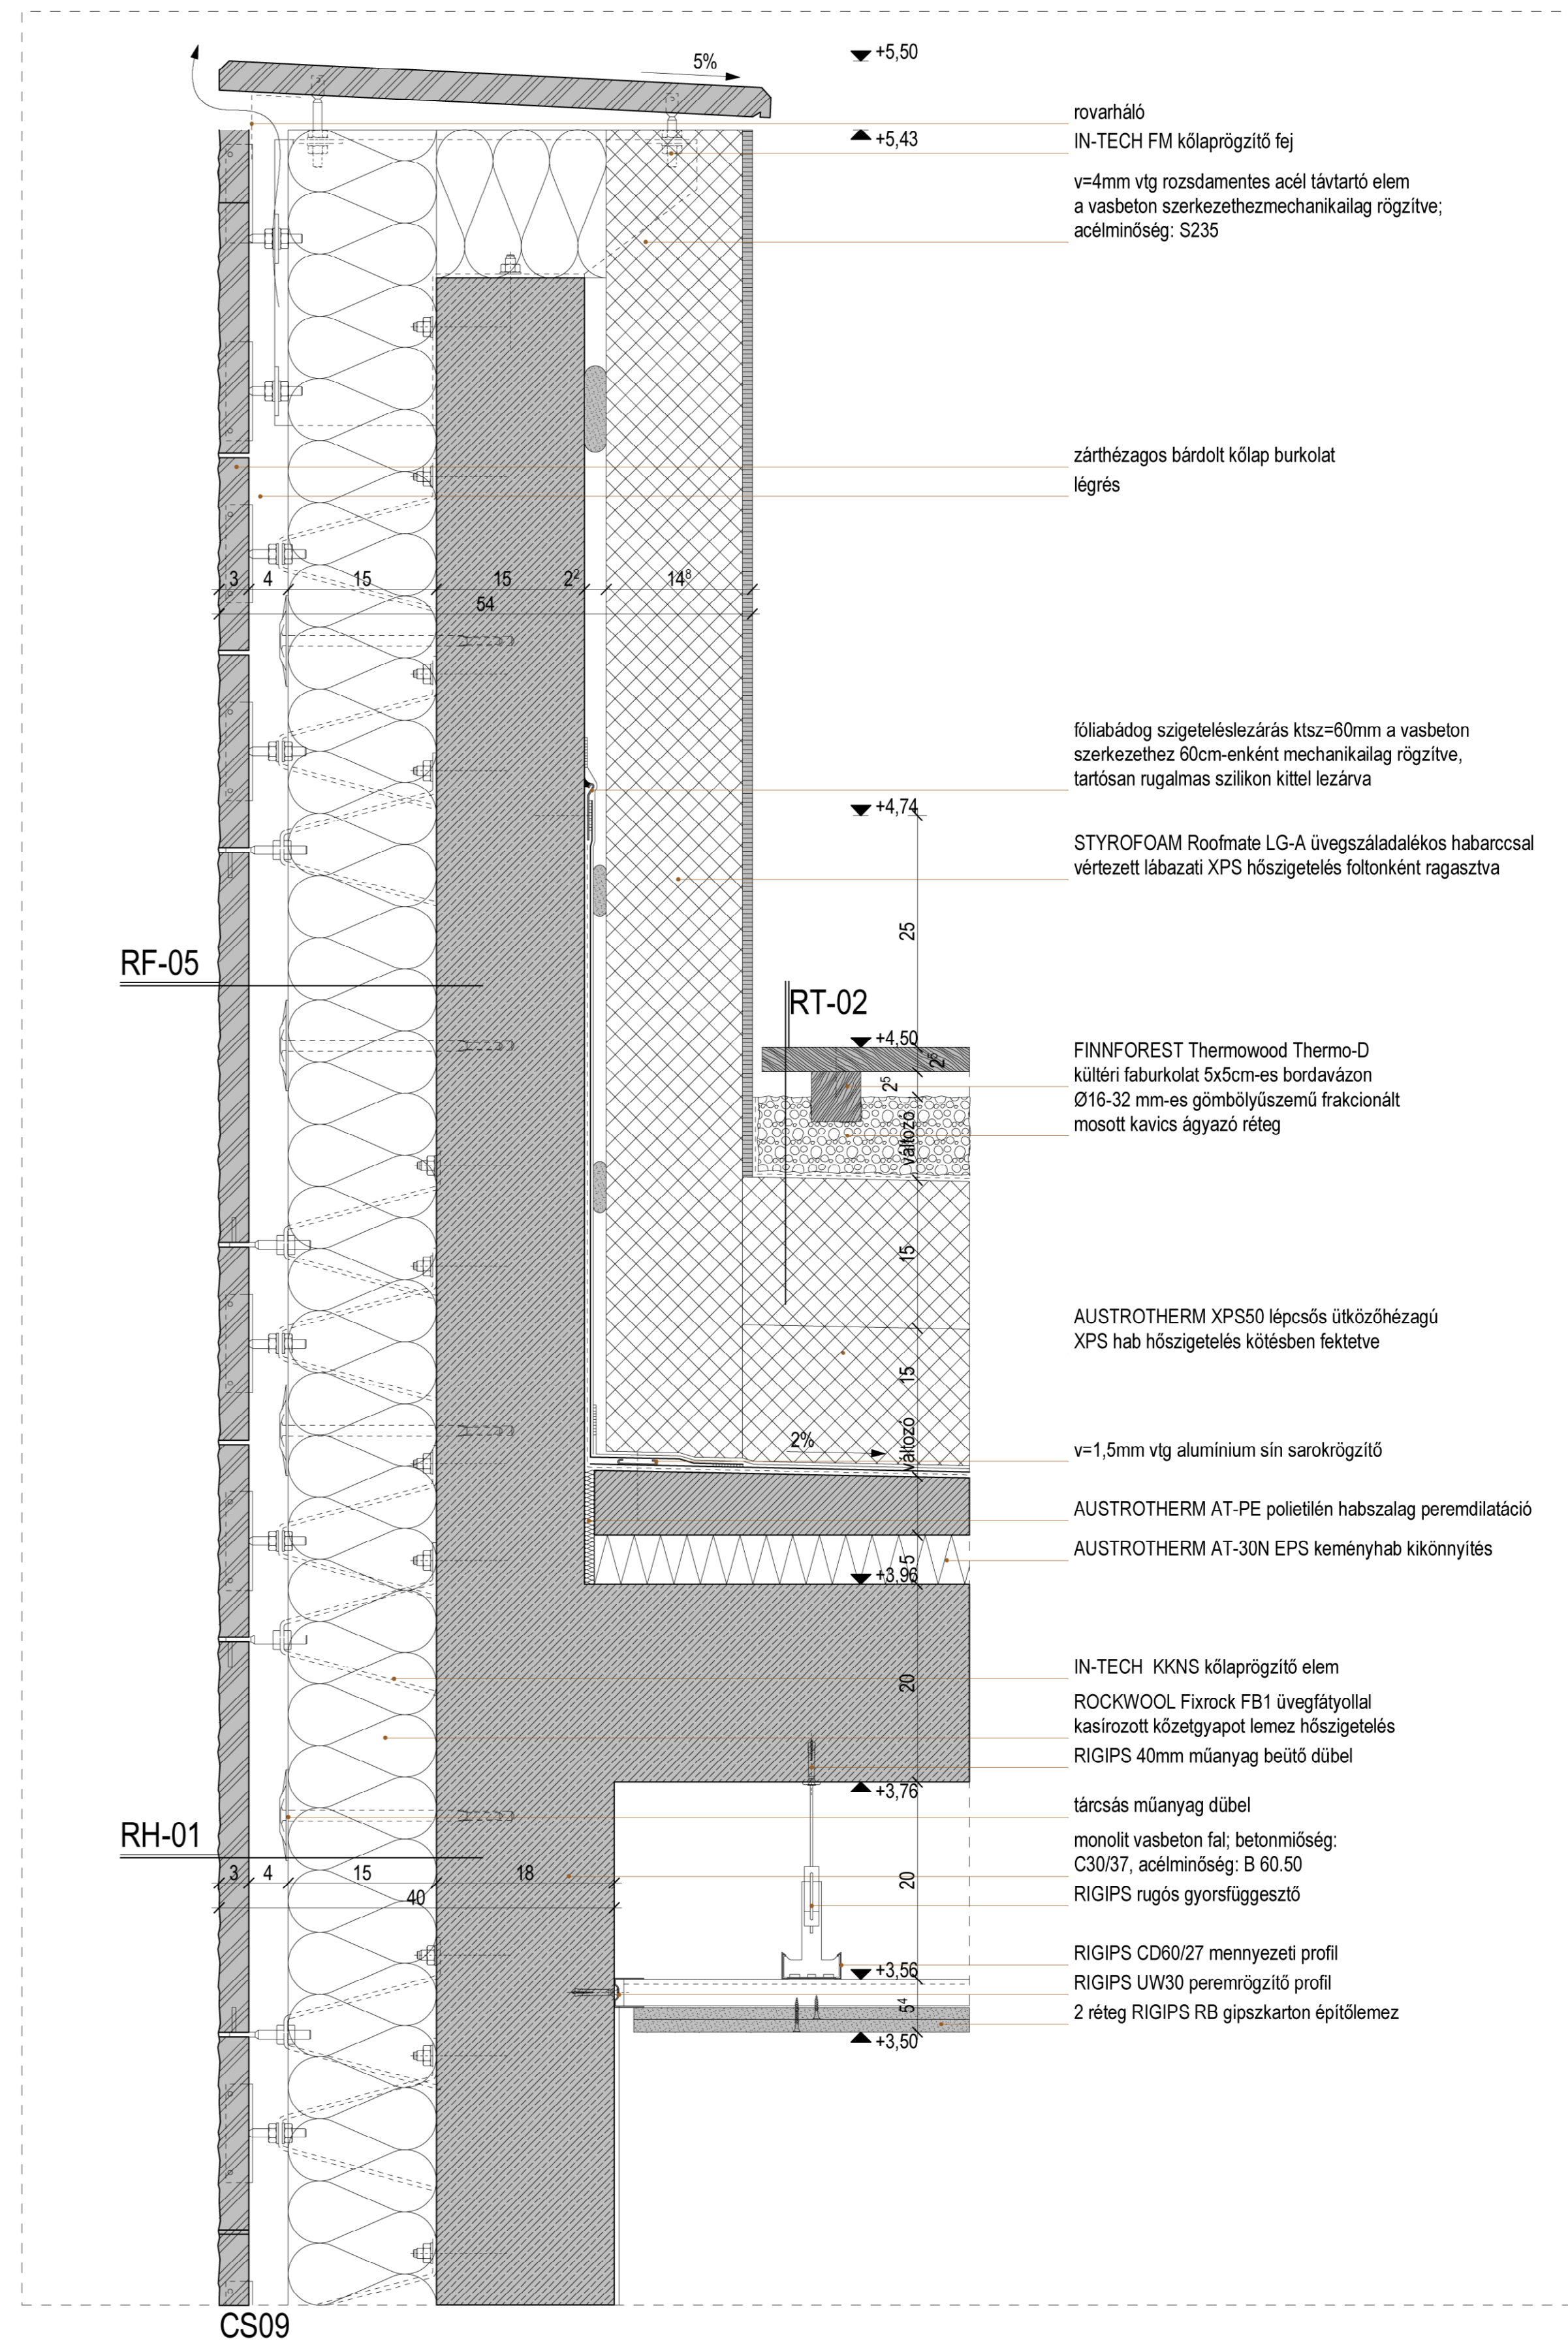 5%
+5,50
rovarháló
+5,43
IN-TECH FM kőlaprögzítő fej
v=4mm vtg rozsdamentes acél távtartó elem
a vasbeton szerkezethezmechanikailag rögzítve;
acélminőség: S235
zárthézagos bárdolt kőlap burkolat
légrés
3 4 15 15 2² 14⁸
54
fóliabádog szigeteléslezárás ktsz=60mm a vasbeton
szerkezethez 60cm-enként mechanikailag rögzítve,
tartósan rugalmas szilikon kittel lezárva
+4,74
STYROFOAM Roofmate LG-A üvegszáladalékos habarccsal
vértezett lábazati XPS hőszigetelés foltonként ragasztva
25
RF-05
RT-02
+4,50
2⁵
FINNFOREST Thermowood Thermo-D
kültéri faburkolat 5x5cm-es bordavázon
Ø16-32 mm-es gömbölyűszemű frakcionált
mosott kavics ágyazó réteg
2⁵
változó
15
AUSTROTHERM XPS50 lépcsős ütközőhézagú
XPS hab hőszigetelés kötésben fektetve
15
változó
2%
v=1,5mm vtg alumínium sín sarokrögzítő
AUSTROTHERM AT-PE polietilén habszalag peremdilatáció
AUSTROTHERM AT-30N EPS keményhab kikönnyítés
5
+3,96
IN-TECH KKNS kőlaprögzítő elem
20
ROCKWOOL Fixrock FB1 üvegfátyollal
kasírozott kőzetgyapot lemez hőszigetelés
RIGIPS 40mm műanyag beütő dübel
+3,76
tárcsás műanyag dübel
RH-01
monolit vasbeton fal; betonmiőség:
C30/37, acélminőség: B 60.50
3 4 15 18
20
RIGIPS rugós gyorsfüggesztő
40
RIGIPS CD60/27 mennyezeti profil
+3,56
RIGIPS UW30 peremrögzítő profil
5⁴
2 réteg RIGIPS RB gipszkarton építőlemez
+3,50
CS09